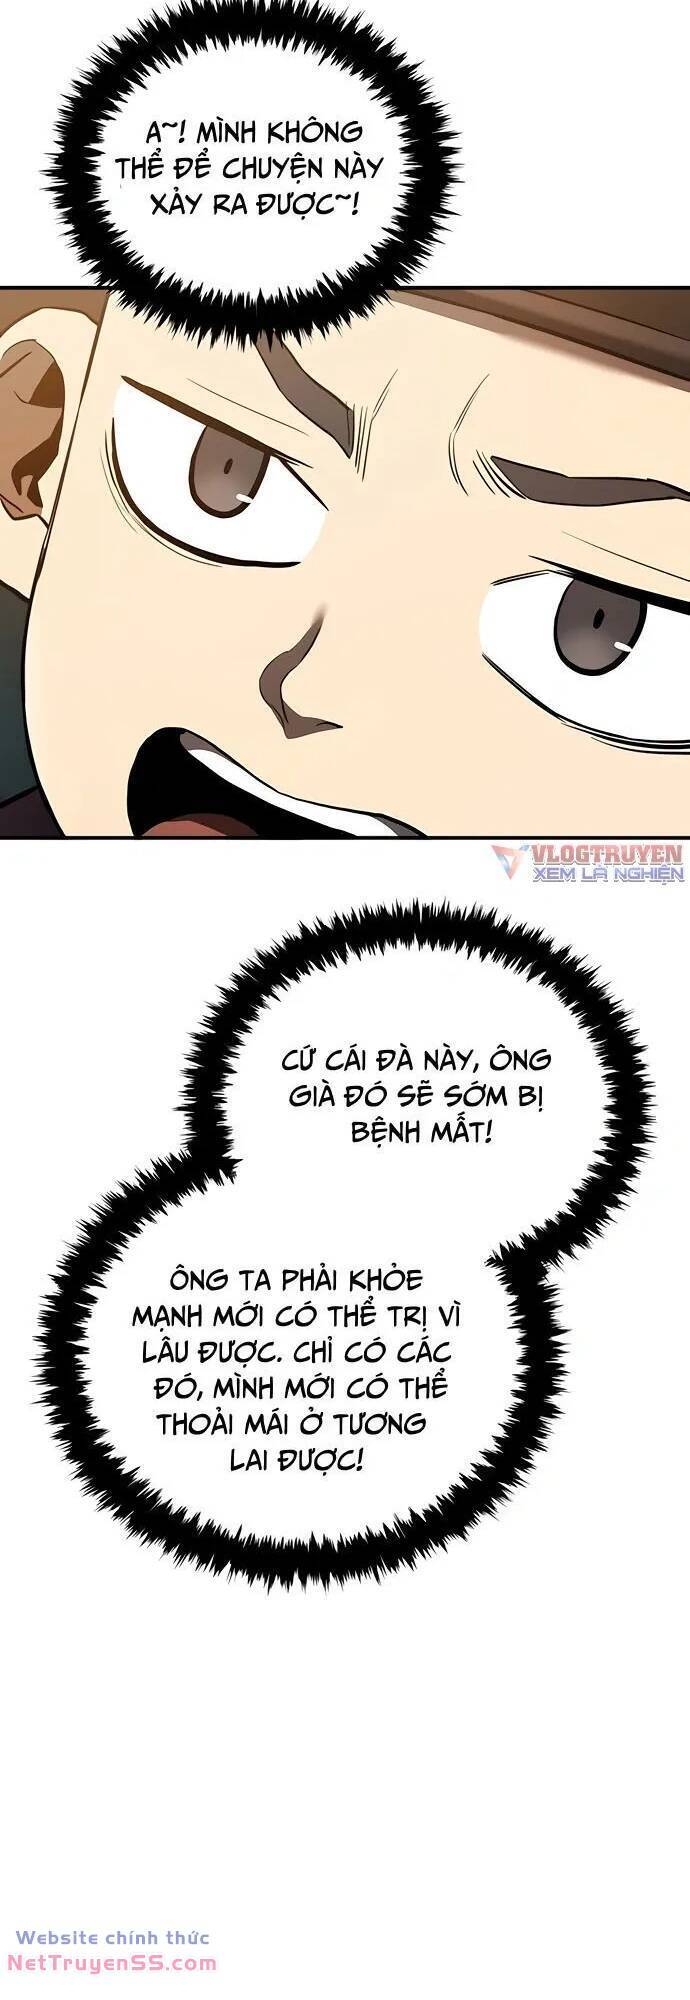 A~! MÌNH KHÔNG
THỂ ĐỂ CHUYỆN NÀY
XẢY RA ĐƯỢC~!
VLOGTRUYEN
XEM LÀ NGHIỆN
CỨ CÁI ĐÀ NÀY, ÔNG
GIÀ ĐÓ SẼ SỚM BỊ
BỆNH MẤT!
ÔNG TA PHẢI KHỎE
MẠNH MỚI CÓ THỂ TRỊ VÌ
LÂU ĐƯỢC. CHỈ CÓ CÁC
ĐÓ, MÌNH MỚI CÓ THỂ
THOẢI MÁI Ở TƯƠNG
LAI ĐƯỢC!
Website chính thức
NetTruyenSS.com